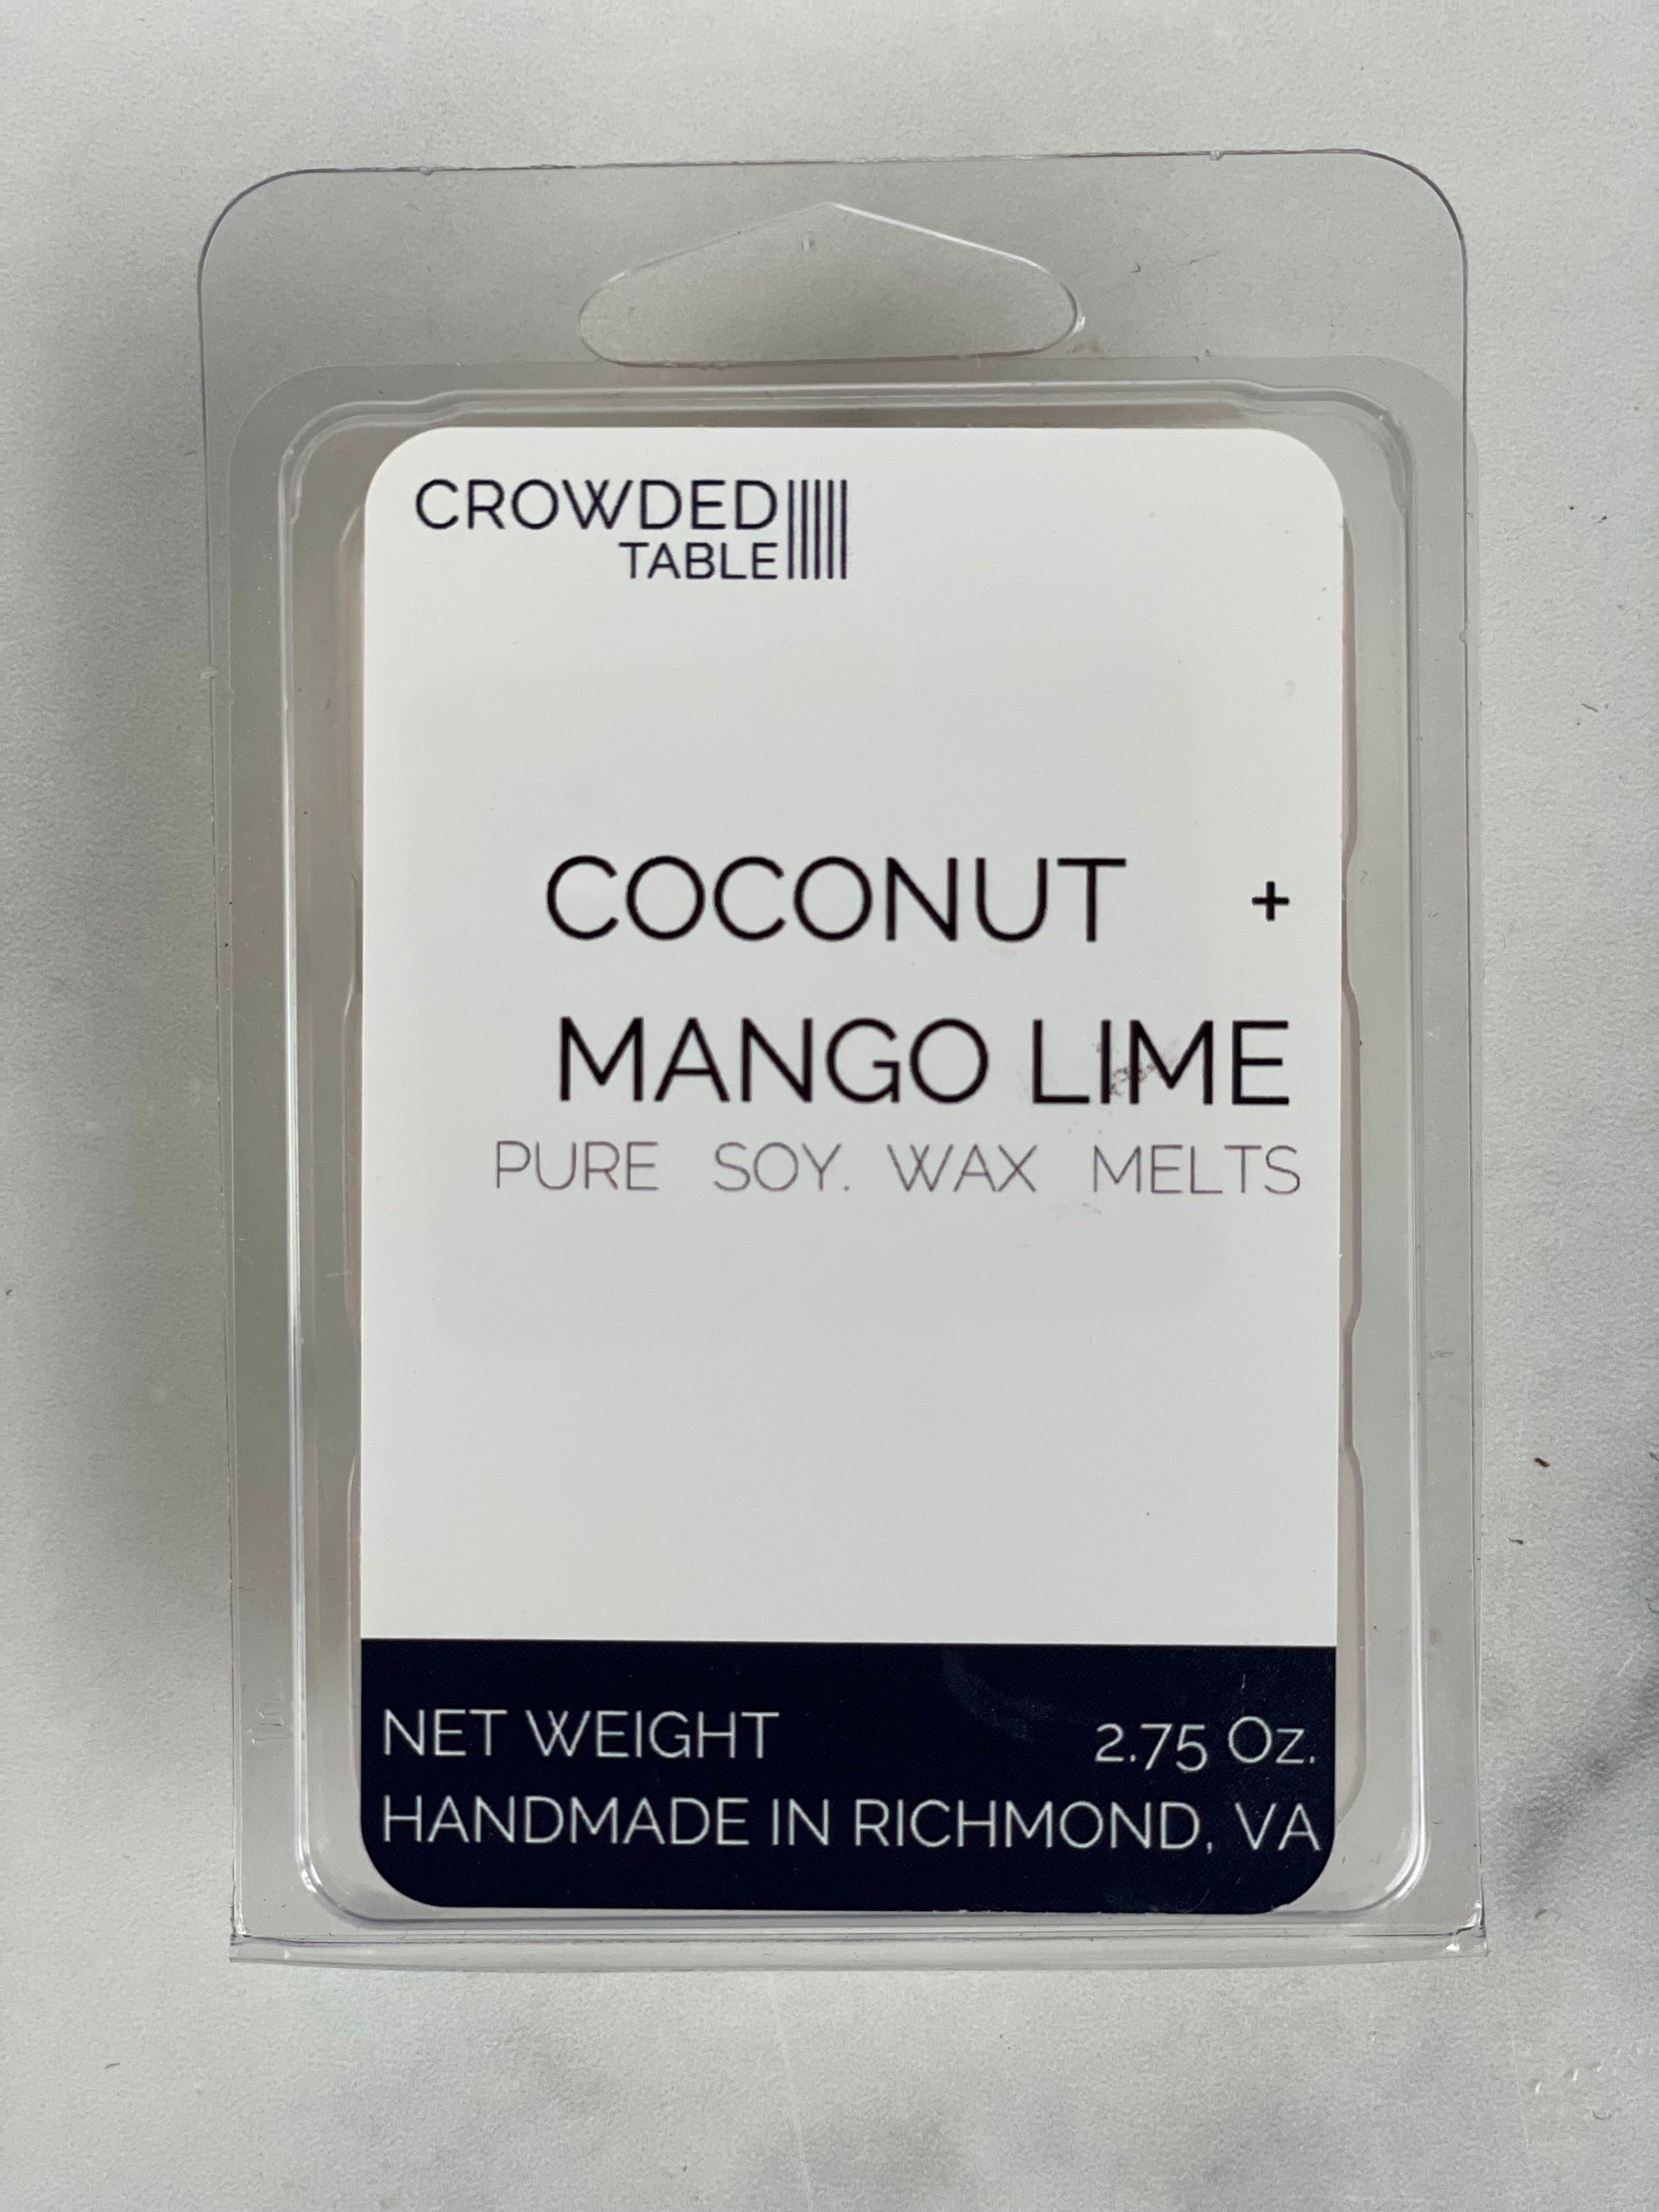 CROWDED
TABLE
COCONUT +
MANGO LIME
PURE SOY. WAX MELTS
NET WEIGHT 2.75 Oz.
HANDMADE IN RICHMOND, VA